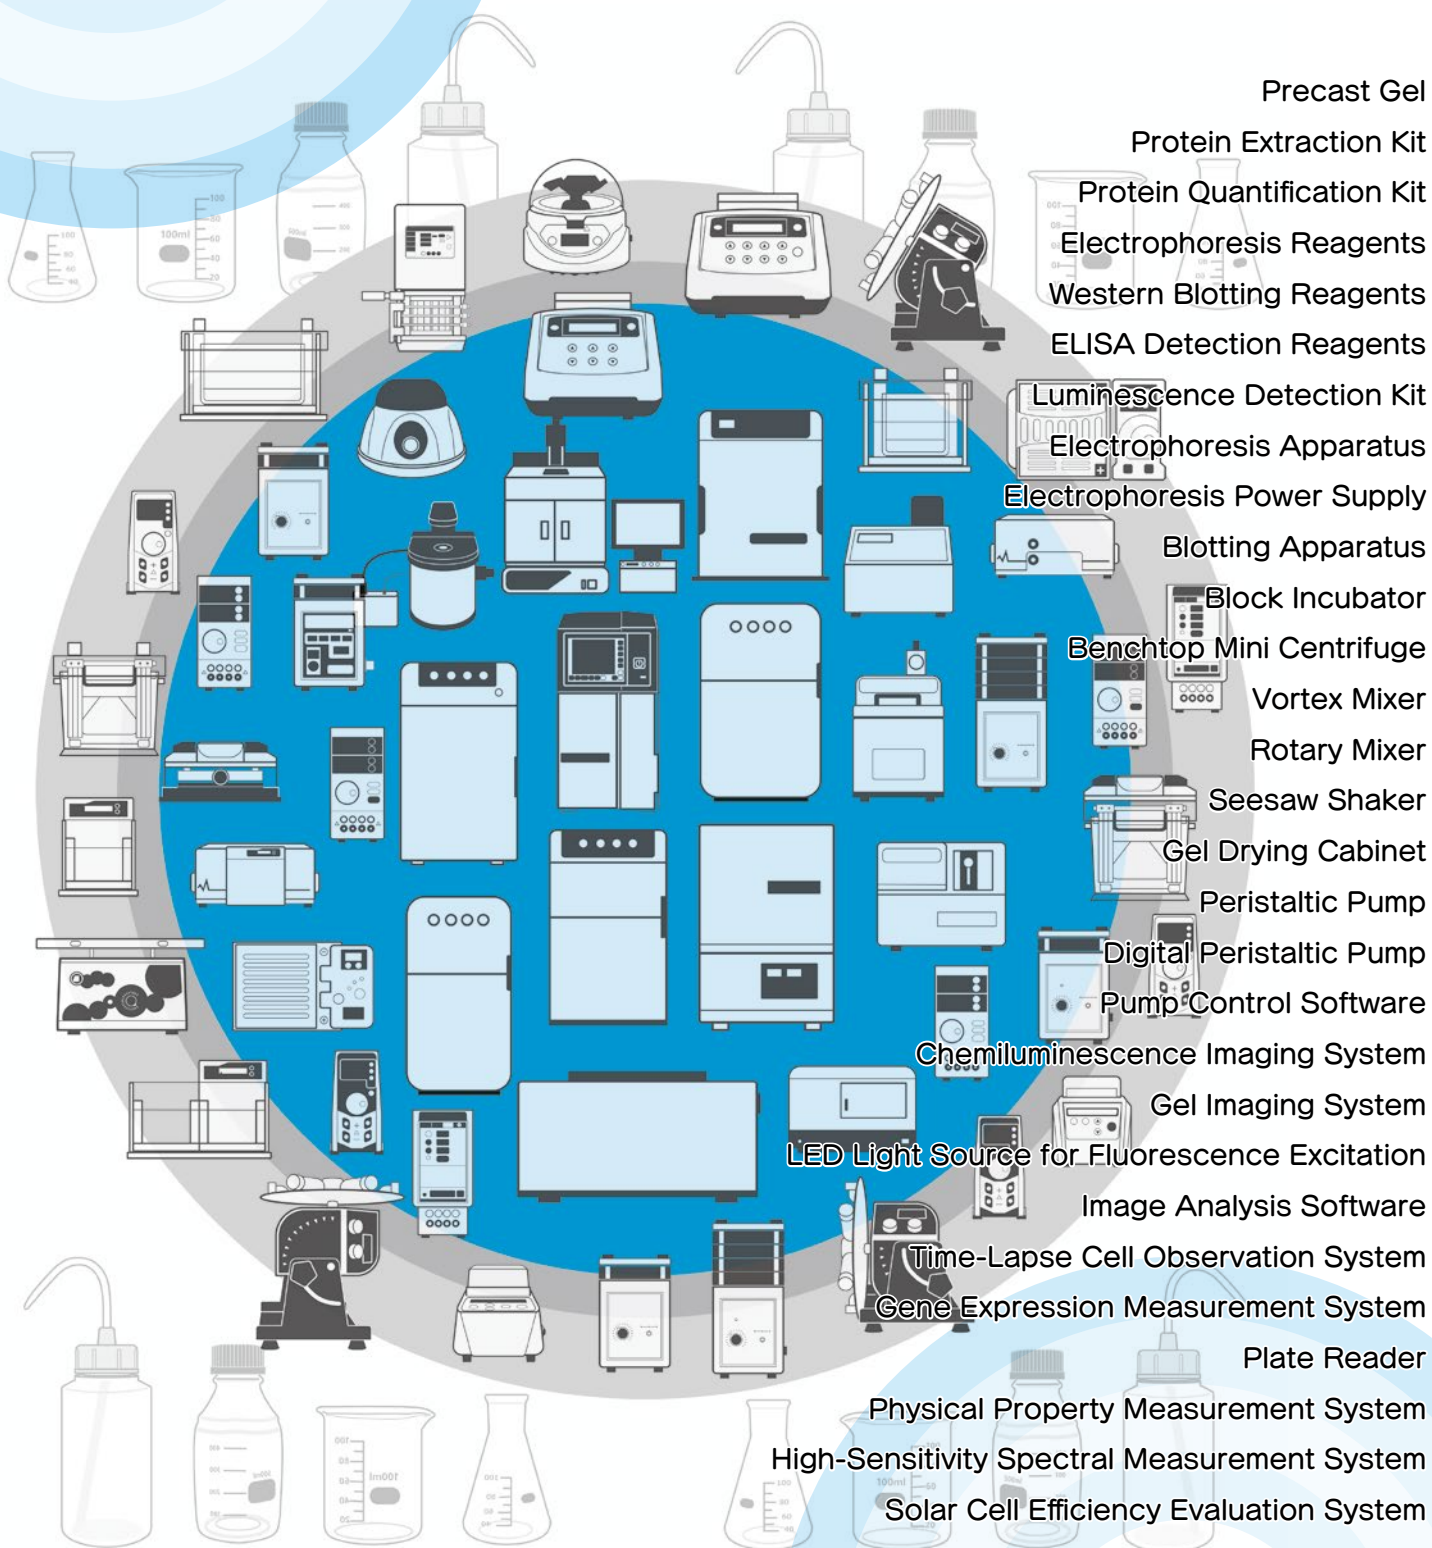 Precast Gel
Protein Extraction Kit
Protein Quantification Kit
Electrophoresis Reagents
Western Blotting Reagents
ELISA Detection Reagents
Luminescence Detection Kit
Electrophoresis Apparatus
Electrophoresis Power Supply
Blotting Apparatus
Block Incubator
Benchtop Mini Centrifuge
Vortex Mixer
Rotary Mixer
Seesaw Shaker
Gel Drying Cabinet
Peristaltic Pump
Digital Peristaltic Pump
Pump Control Software
Chemiluminescence Imaging System
Gel Imaging System
LED Light Source for Fluorescence Excitation
Image Analysis Software
Time-Lapse Cell Observation System
Gene Expression Measurement System
Plate Reader
Physical Property Measurement System
High-Sensitivity Spectral Measurement System
Solar Cell Efficiency Evaluation System